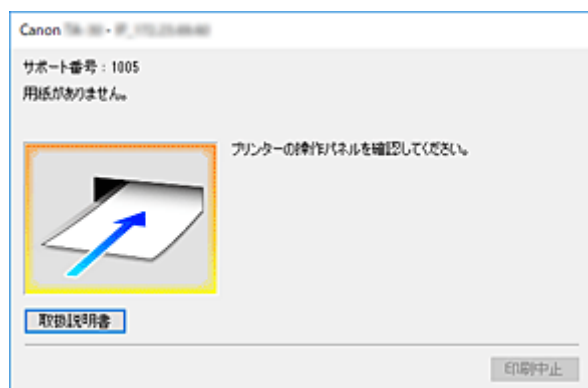 Canon
サポート番号：1005
用紙がありません。
プリンターの操作パネルを確認してください。
取扱説明書
印刷中止